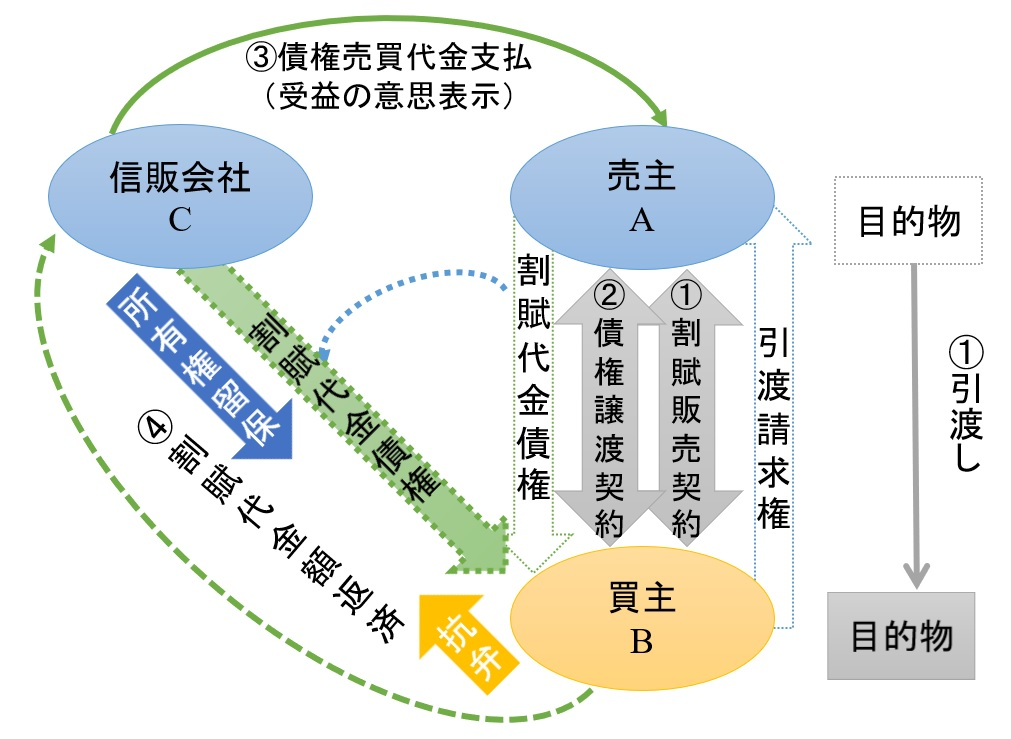 ③債権売買代金支払
（受益の意思表示）
信販会社
C
売主
A
目的物
所有権留保
割賦代金債権
④割賦代金額返済
割賦代金債権
②債権譲渡契約
①割賦販売契約
引渡請求権
①引渡し
抗弁
買主
B
目的物